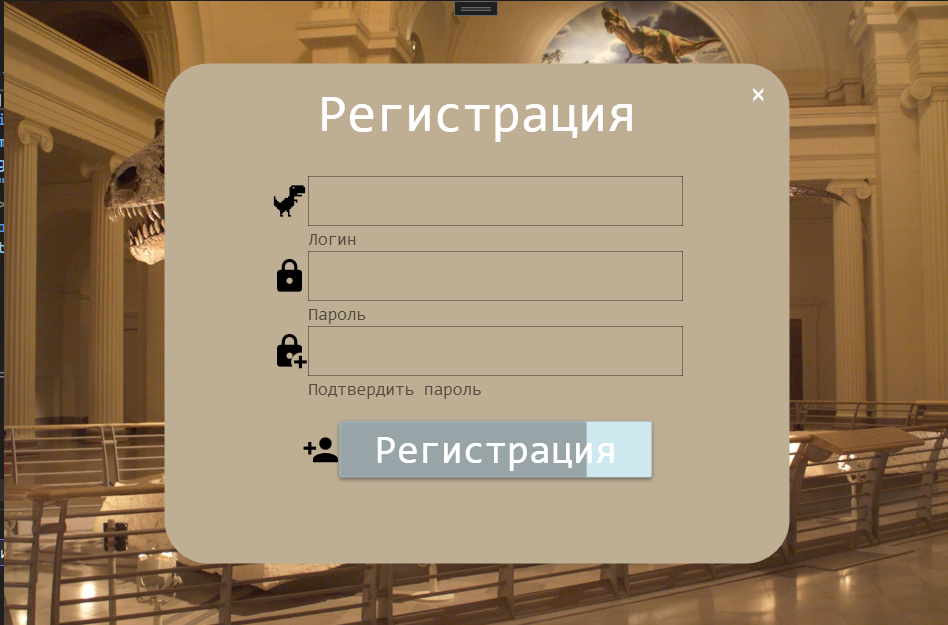 Регистрация
×
Логин
Пароль
Подтвердить пароль
Регистрация